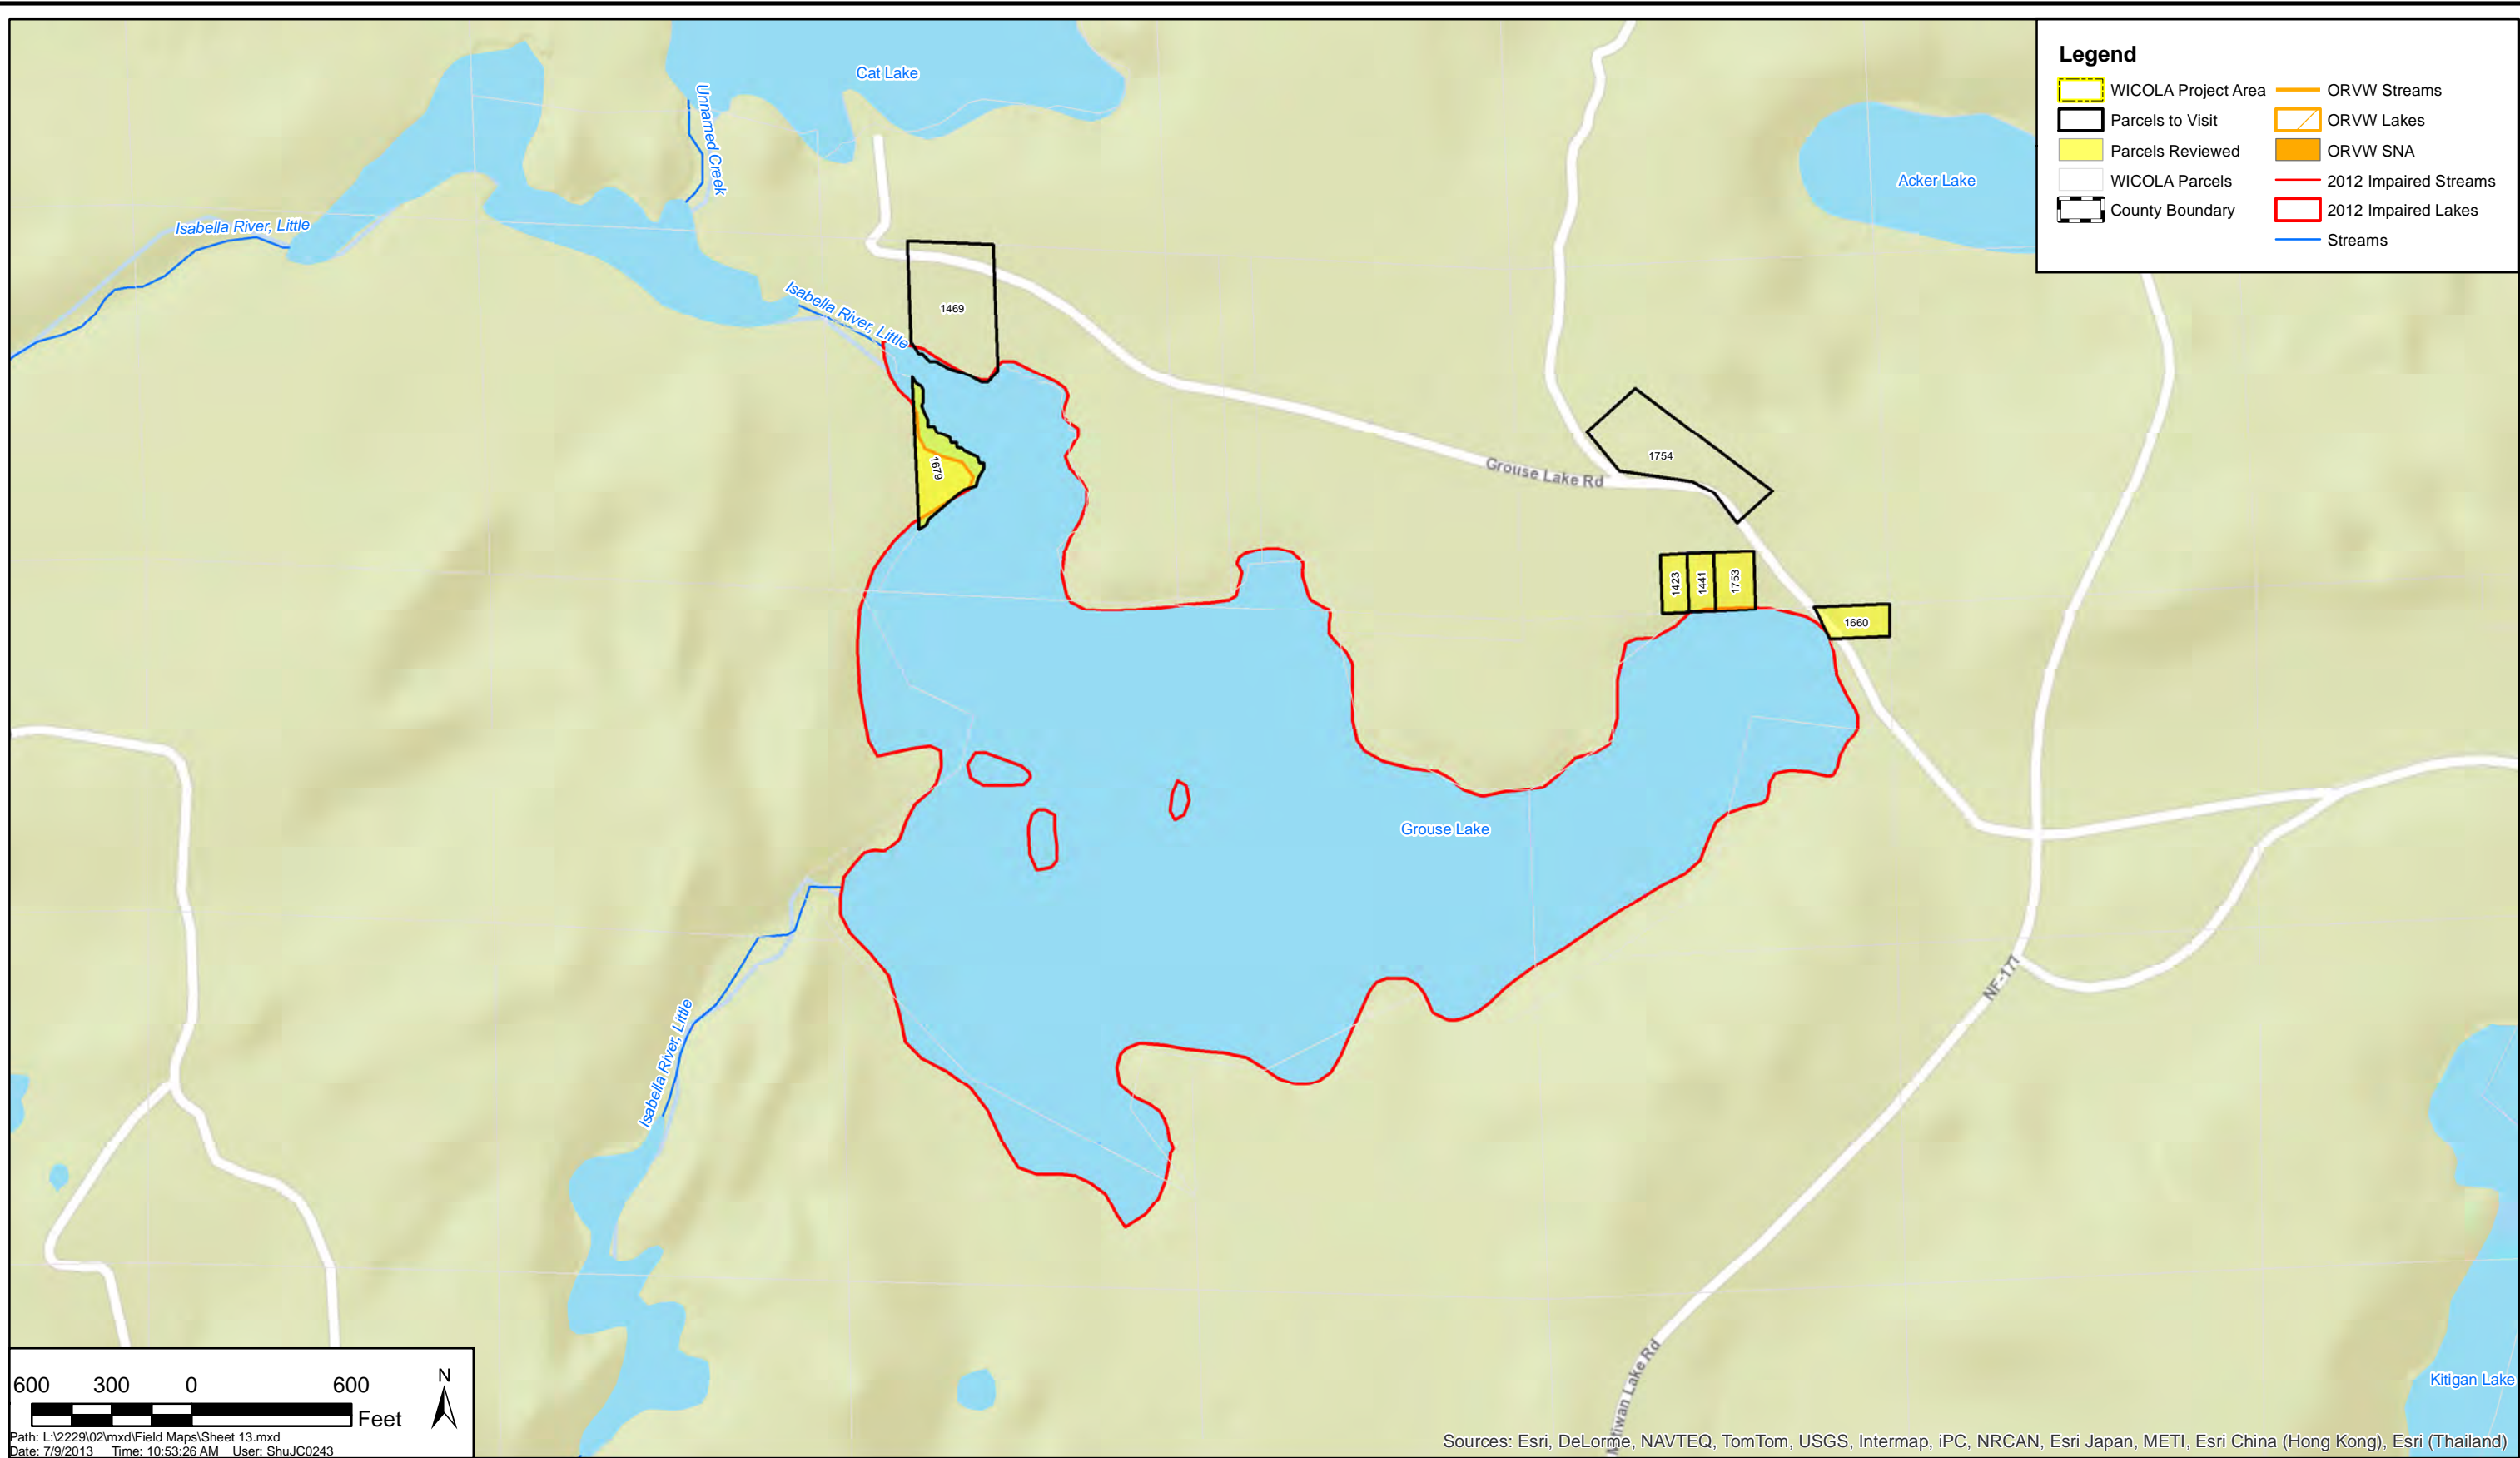 Legend
WICOLA Project Area
Parcels to Visit
Parcels Reviewed
WICOLA Parcels
County Boundary
ORVW Streams
ORVW Lakes
ORVW SNA
2012 Impaired Streams
2012 Impaired Lakes
Streams
Cat Lake
Unnamed Creek
Acker Lake
Isabella River, Little
Isabella River, Little
1469
1679
1754
Grouse Lake Rd
1423
1441
1753
1660
Grouse Lake
NF-171
Isabella River, Little
Kitigan Lake
Lake Rd
600 300 0 600
Feet
N
Path: L:\2229\02\mxd\Field Maps\Sheet 13.mxd
Date: 7/9/2013 Time: 10:53:26 AM User: ShuJC0243
Sources: Esri, DeLorme, NAVTEQ, TomTom, USGS, Intermap, iPC, NRCAN, Esri Japan, METI, Esri China (Hong Kong), Esri (Thailand)